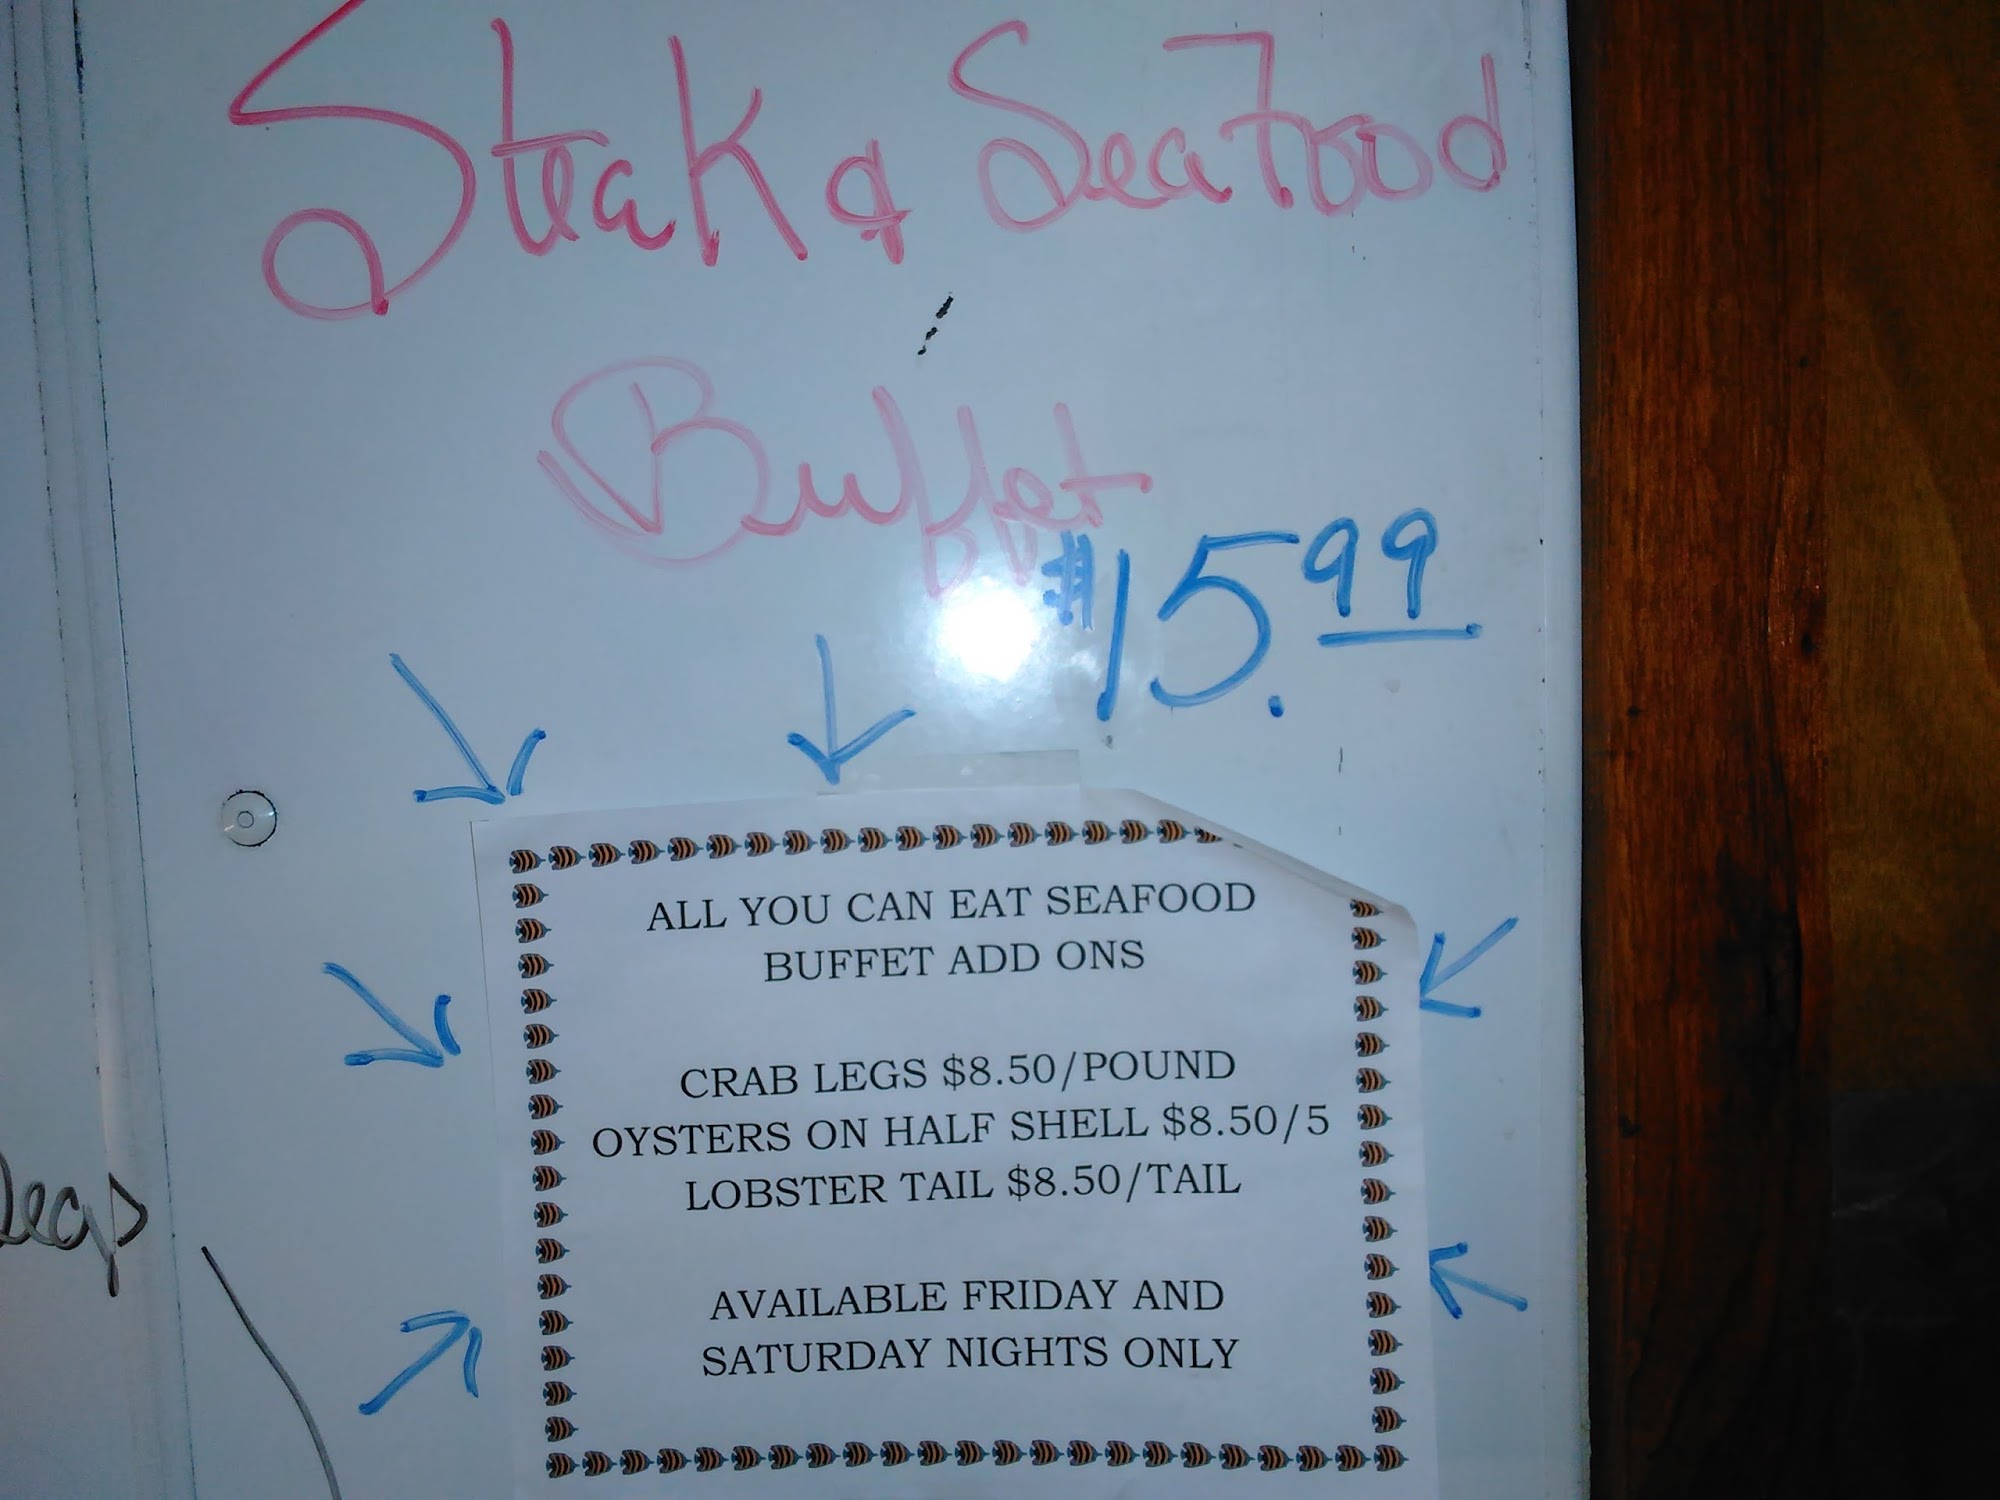 Steak & Seafood
Buffet
$15.99
ALL YOU CAN EAT SEAFOOD
BUFFET ADD ONS
CRAB LEGS $8.50/POUND
OYSTERS ON HALF SHELL $8.50/5
LOBSTER TAIL $8.50/TAIL
AVAILABLE FRIDAY AND
SATURDAY NIGHTS ONLY
legs